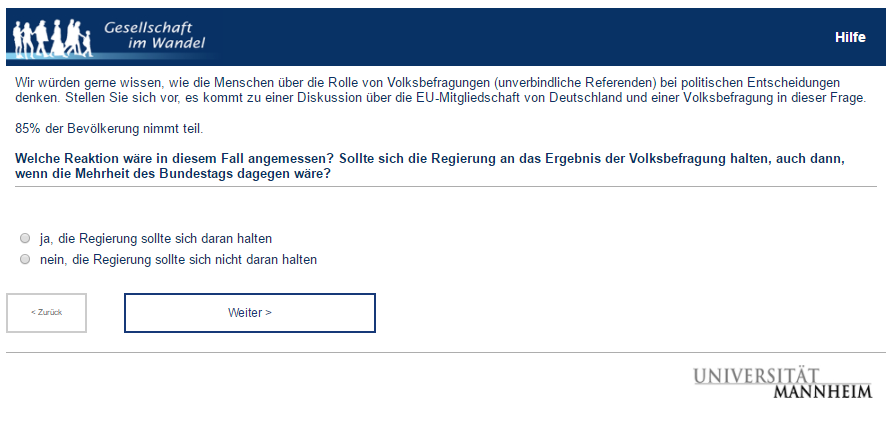 Gesellschaft
im Wandel
Hilfe
Wir würden gerne wissen, wie die Menschen über die Rolle von Volksbefragungen (unverbindliche Referenden) bei politischen Entscheidungen
denken. Stellen Sie sich vor, es kommt zu einer Diskussion über die EU-Mitgliedschaft von Deutschland und einer Volksbefragung in dieser Frage.
85% der Bevölkerung nimmt teil.
Welche Reaktion wäre in diesem Fall angemessen? Sollte sich die Regierung an das Ergebnis der Volksbefragung halten, auch dann,
wenn die Mehrheit des Bundestags dagegen wäre?
ja, die Regierung sollte sich daran halten
nein, die Regierung sollte sich nicht daran halten
< Zurück
Weiter >
UNIVERSITÄT
MANNHEIM